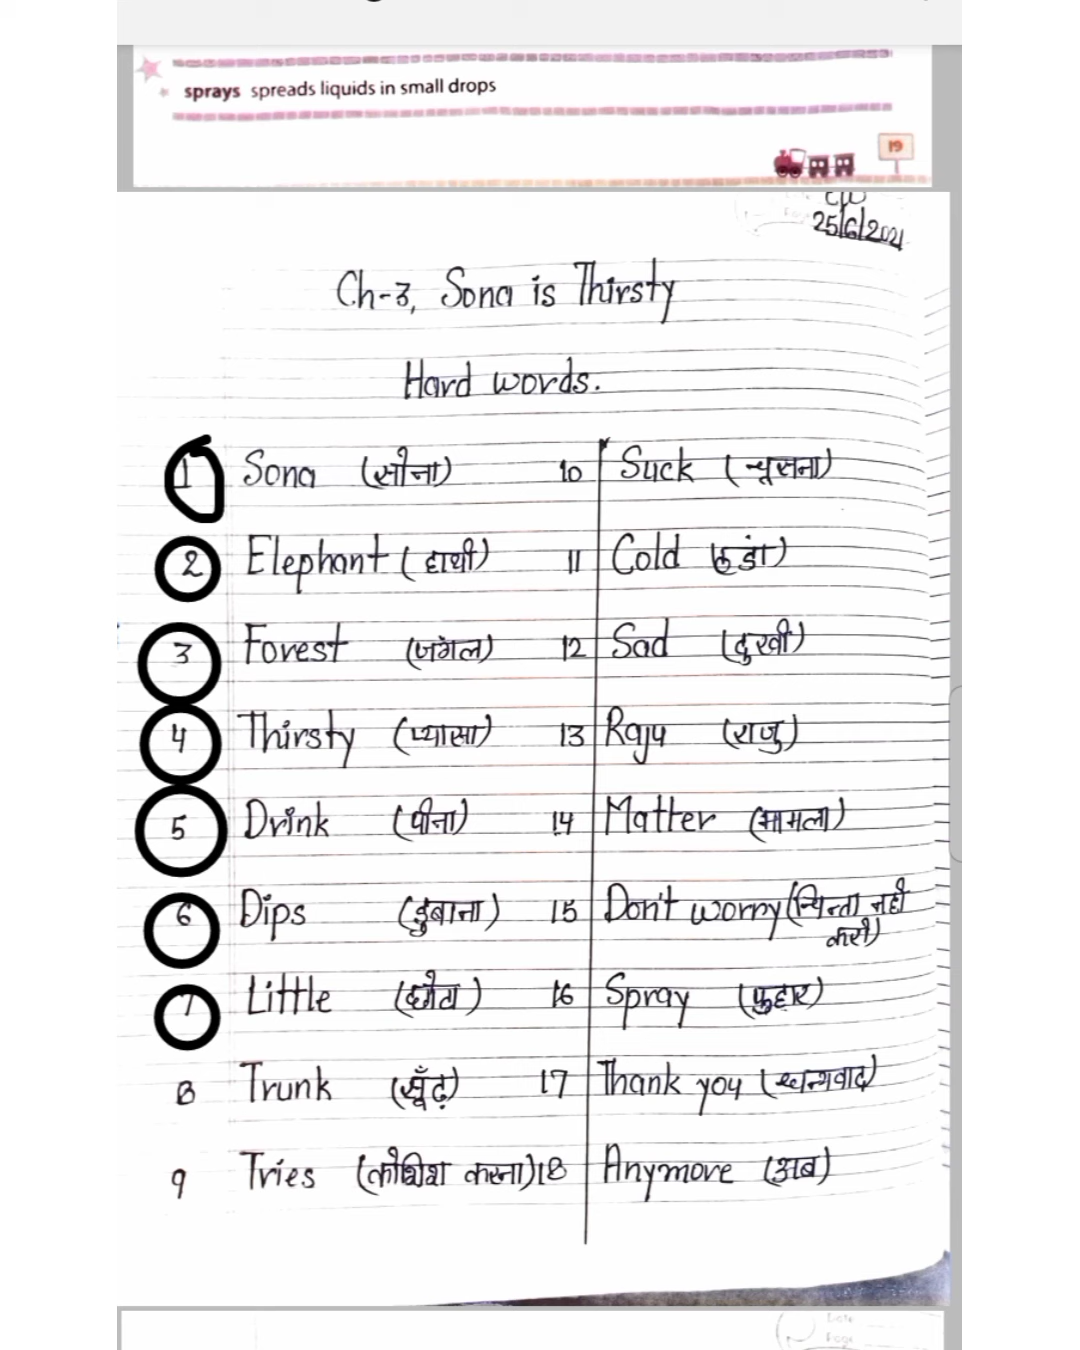 sprays spreads liquids in small drops
19
CW
25/6/2021
Ch-3, Sona is Thirsty
Hard words.
1 Sona (सोना)
2 Elephant (हाथी)
3 Forest (जंगल)
4 Thirsty (प्यासा)
5 Drink (पीना)
6 Dips (डुबाना)
7 Little (छोटा)
8 Trunk (सूँढ़)
9 Tries (कोशिश करना)
10 Suck (चूसना)
11 Cold (ठंडा)
12 Sad (दुखी)
13 Raju (राजु)
14 Matter (मामला)
15 Don't worry (चिन्ता नही
करो)
16 Spray (फुहार)
17 Thank you (धन्यवाद)
18 Anymore (अब)
Date
Page